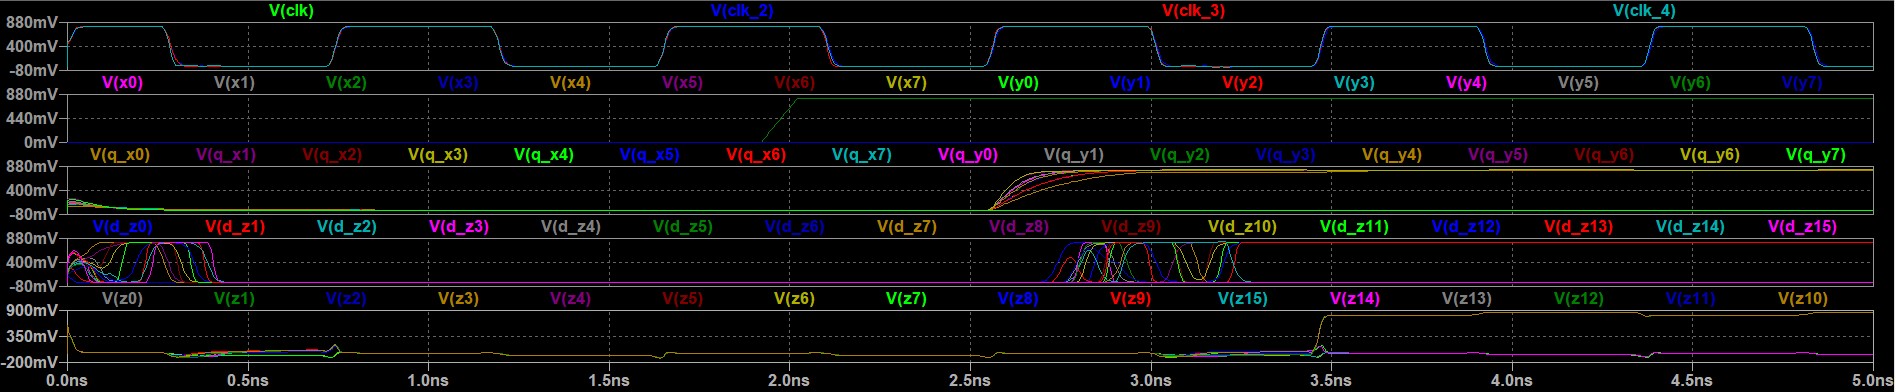 V(clk) V(clk_2) V(clk_3) V(clk_4)
880mV
400mV
-80mV
V(x0) V(x1) V(x2) V(x3) V(x4) V(x5) V(x6) V(x7) V(y0) V(y1) V(y2) V(y3) V(y4) V(y5) V(y6) V(y7)
880mV
440mV
0mV
V(q_x0) V(q_x1) V(q_x2) V(q_x3) V(q_x4) V(q_x5) V(q_x6) V(q_x7) V(q_y0) V(q_y1) V(q_y2) V(q_y3) V(q_y4) V(q_y5) V(q_y6) V(q_y6) V(q_y7)
880mV
400mV
-80mV
V(d_z0) V(d_z1) V(d_z2) V(d_z3) V(d_z4) V(d_z5) V(d_z6) V(d_z7) V(d_z8) V(d_z9) V(d_z10) V(d_z11) V(d_z12) V(d_z13) V(d_z14) V(d_z15)
880mV
400mV
-80mV
V(z0) V(z1) V(z2) V(z3) V(z4) V(z5) V(z6) V(z7) V(z8) V(z9) V(z15) V(z14) V(z13) V(z12) V(z11) V(z10)
900mV
350mV
-200mV
0.0ns 0.5ns 1.0ns 1.5ns 2.0ns 2.5ns 3.0ns 3.5ns 4.0ns 4.5ns 5.0ns